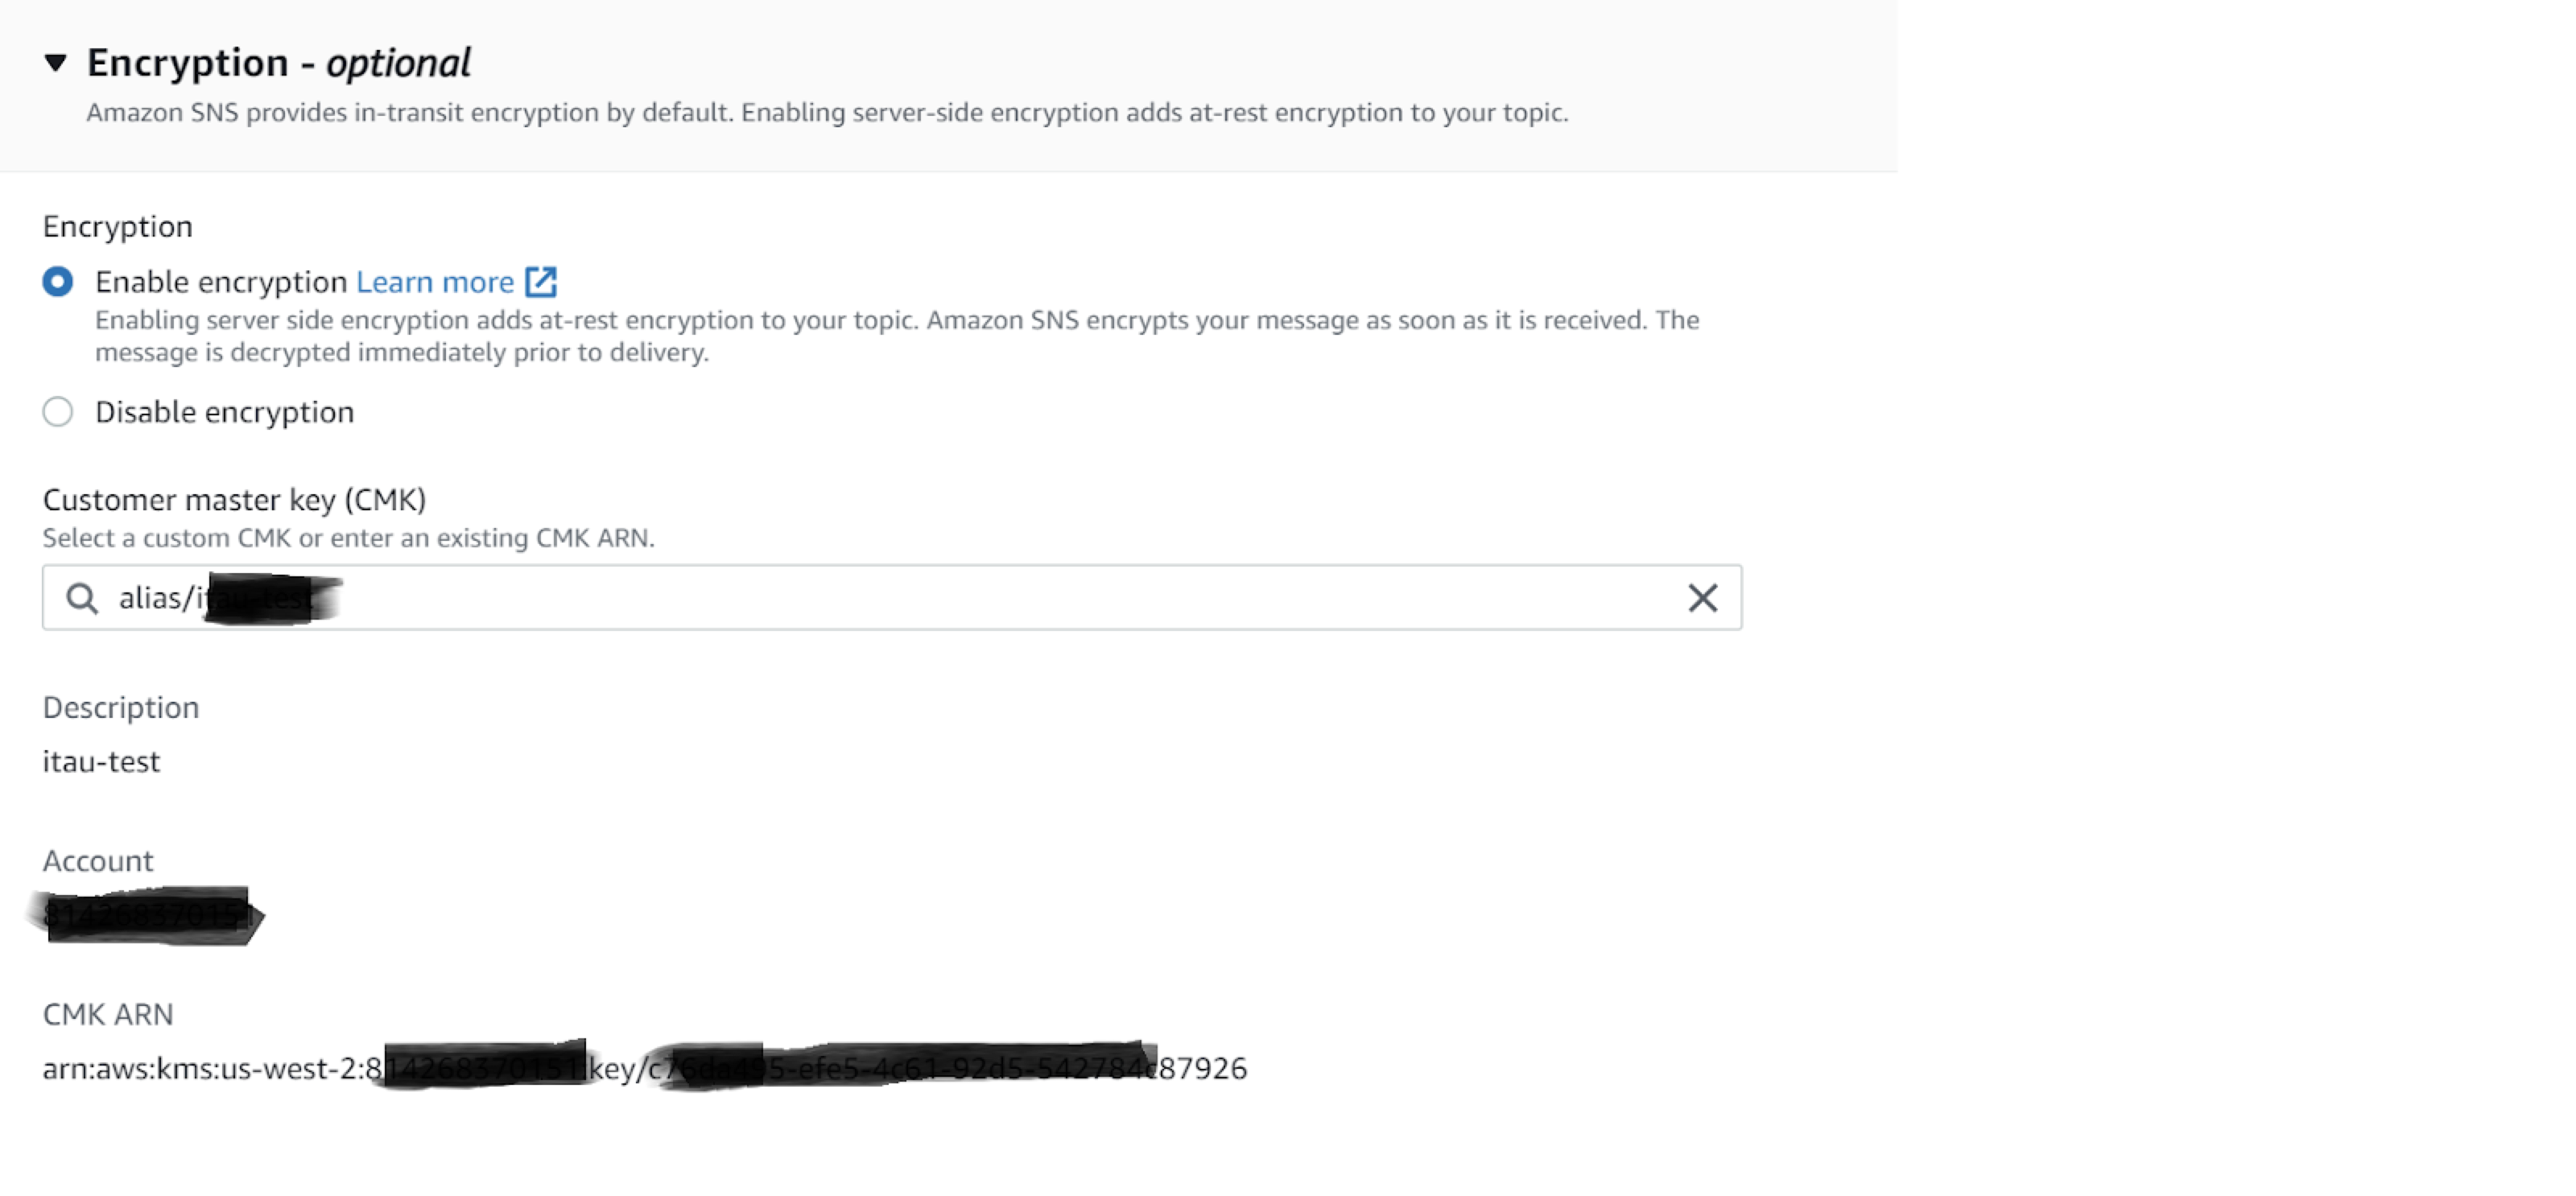 Encryption - optional
Amazon SNS provides in-transit encryption by default. Enabling server-side encryption adds at-rest encryption to your topic.
Encryption
Enable encryption Learn more
Enabling server side encryption adds at-rest encryption to your topic. Amazon SNS encrypts your message as soon as it is received. The
message is decrypted immediately prior to delivery.
Disable encryption
Customer master key (CMK)
Select a custom CMK or enter an existing CMK ARN.
alias/i
Description
itau-test
Account
CMK ARN
arn:aws:kms:us-west-2:8 key/c 87926